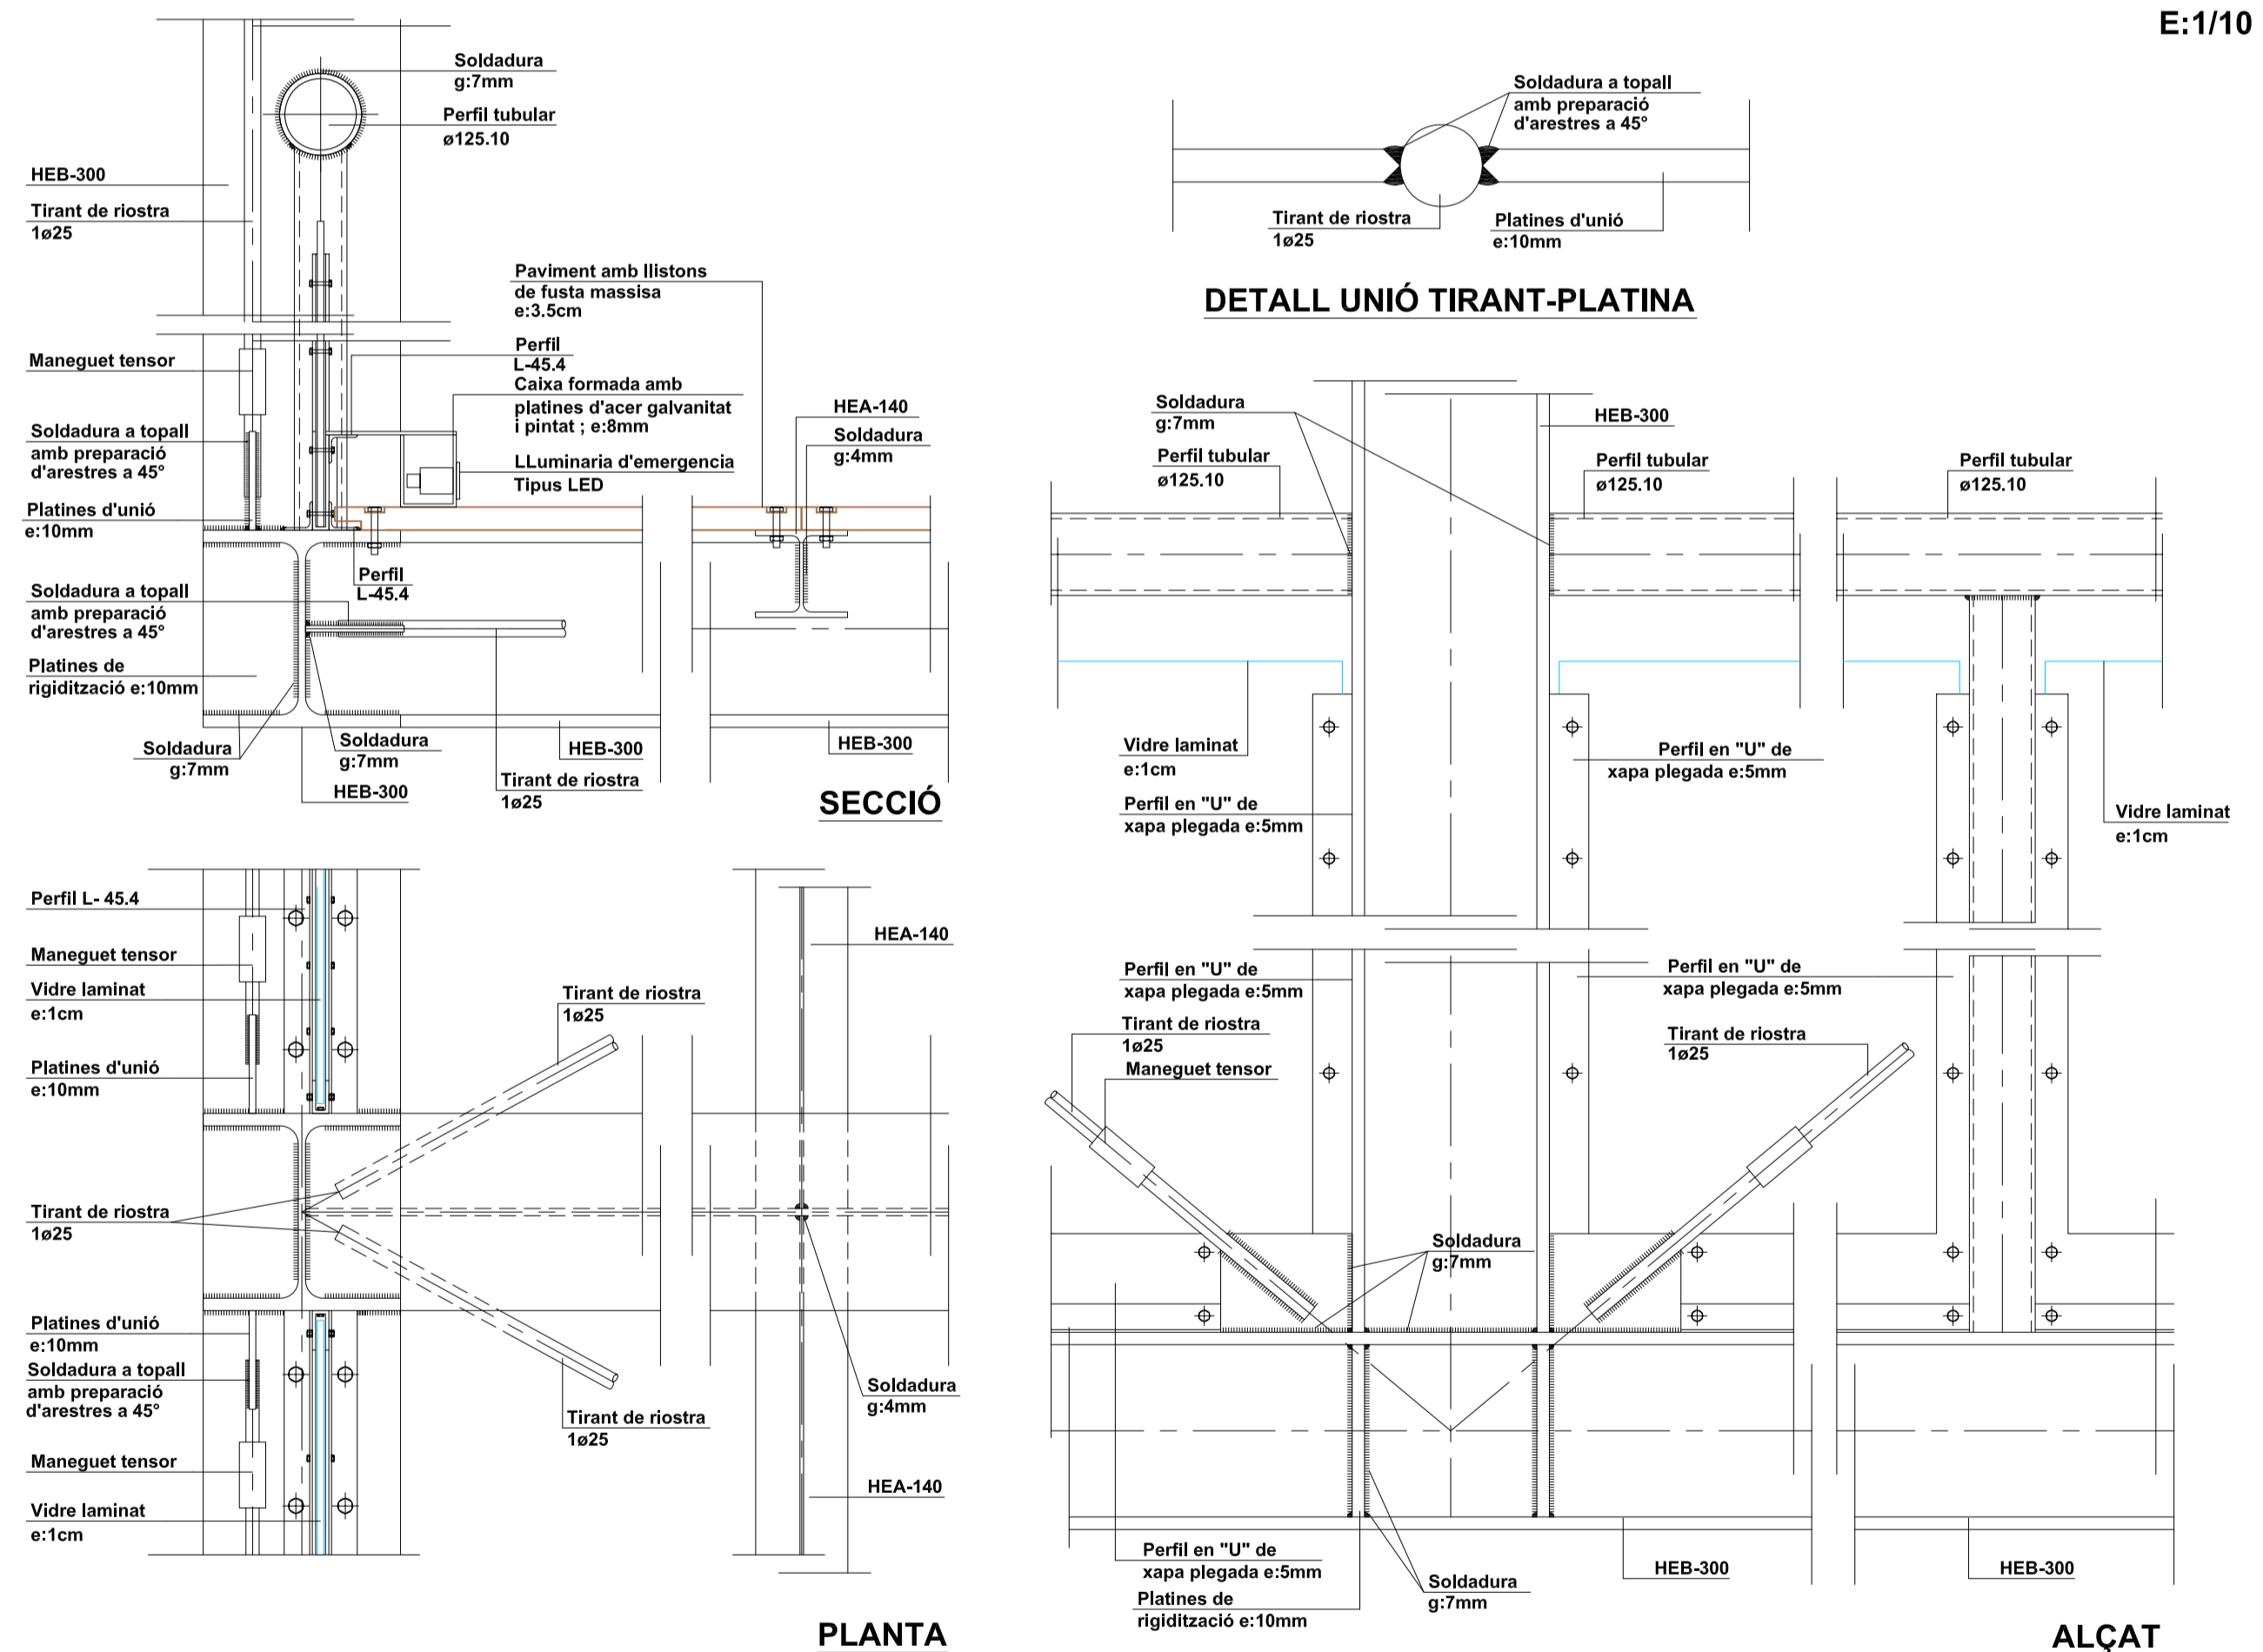 E:1/10
Soldadura
g:7mm
Perfil tubular
ø125.10
HEB-300
Tirant de riostra
1ø25
Paviment amb llistons
de fusta massisa
e:3.5cm
Maneguet tensor
Perfil
L-45.4
Caixa formada amb
platines d'acer galvanitat
i pintat ; e:8mm
HEA-140
Soldadura
g:4mm
Soldadura a topall
amb preparació
d'arestres a 45°
LLuminaria d'emergencia
Tipus LED
Platines d'unió
e:10mm
Perfil
L-45.4
Soldadura a topall
amb preparació
d'arestres a 45°
Platines de
rigidització e:10mm
Soldadura
g:7mm
Soldadura
g:7mm
HEB-300
HEB-300
Tirant de riostra
1ø25
HEB-300
SECCIÓ
Soldadura a topall
amb preparació
d'arestres a 45°
Tirant de riostra
1ø25
Platines d'unió
e:10mm
DETALL UNIÓ TIRANT-PLATINA
Perfil L- 45.4
HEA-140
Maneguet tensor
Vidre laminat
e:1cm
Tirant de riostra
1ø25
Platines d'unió
e:10mm
Tirant de riostra
1ø25
Platines d'unió
e:10mm
Soldadura a topall
amb preparació
d'arestres a 45°
Soldadura
g:4mm
Tirant de riostra
1ø25
Maneguet tensor
HEA-140
Vidre laminat
e:1cm
PLANTA
Soldadura
g:7mm
HEB-300
Perfil tubular
ø125.10
Perfil tubular
ø125.10
Perfil tubular
ø125.10
Vidre laminat
e:1cm
Perfil en "U" de
xapa plegada e:5mm
Perfil en "U" de
xapa plegada e:5mm
Vidre laminat
e:1cm
Perfil en "U" de
xapa plegada e:5mm
Perfil en "U" de
xapa plegada e:5mm
Tirant de riostra
1ø25
Maneguet tensor
Tirant de riostra
1ø25
Soldadura
g:7mm
Perfil en "U" de
xapa plegada e:5mm
Platines de
rigidització e:10mm
Soldadura
g:7mm
HEB-300
HEB-300
ALÇAT